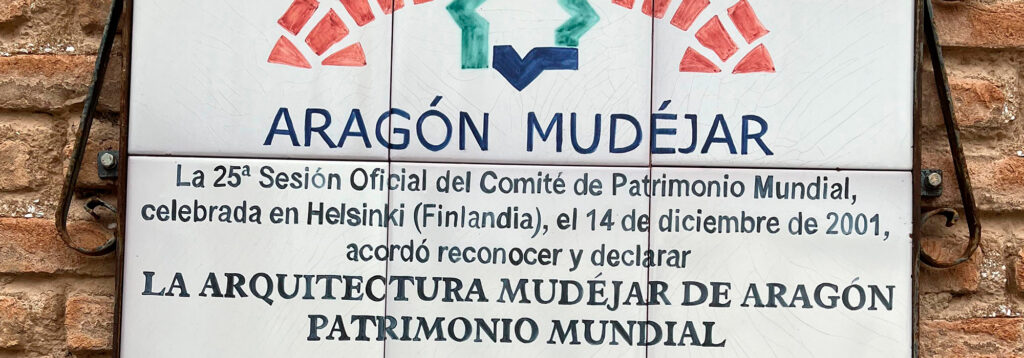 ARAGÓN MUDÉJAR
La 25ª Sesión Oficial del Comité de Patrimonio Mundial,
celebrada en Helsinki (Finlandia), el 14 de diciembre de 2001,
acordó reconocer y declarar
LA ARQUITECTURA MUDÉJAR DE ARAGÓN
PATRIMONIO MUNDIAL